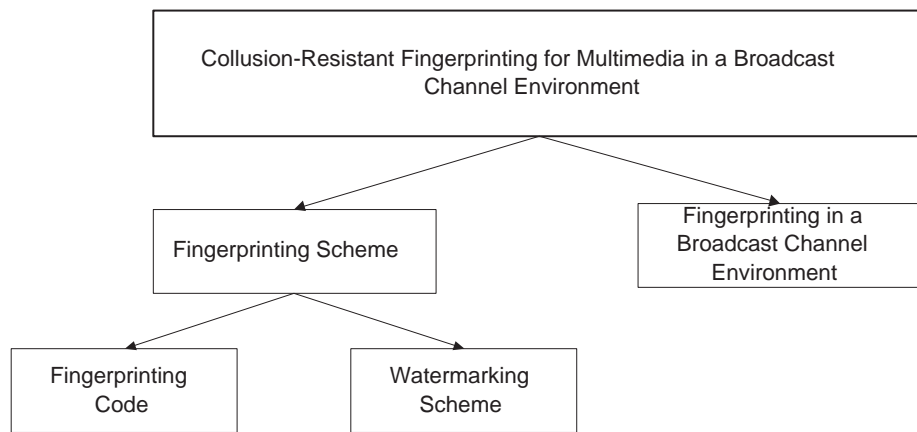 Collusion-Resistant Fingerprinting for Multimedia in a Broadcast
Channel Environment
Fingerprinting Scheme
Fingerprinting in a
Broadcast Channel
Environment
Fingerprinting
Code
Watermarking
Scheme